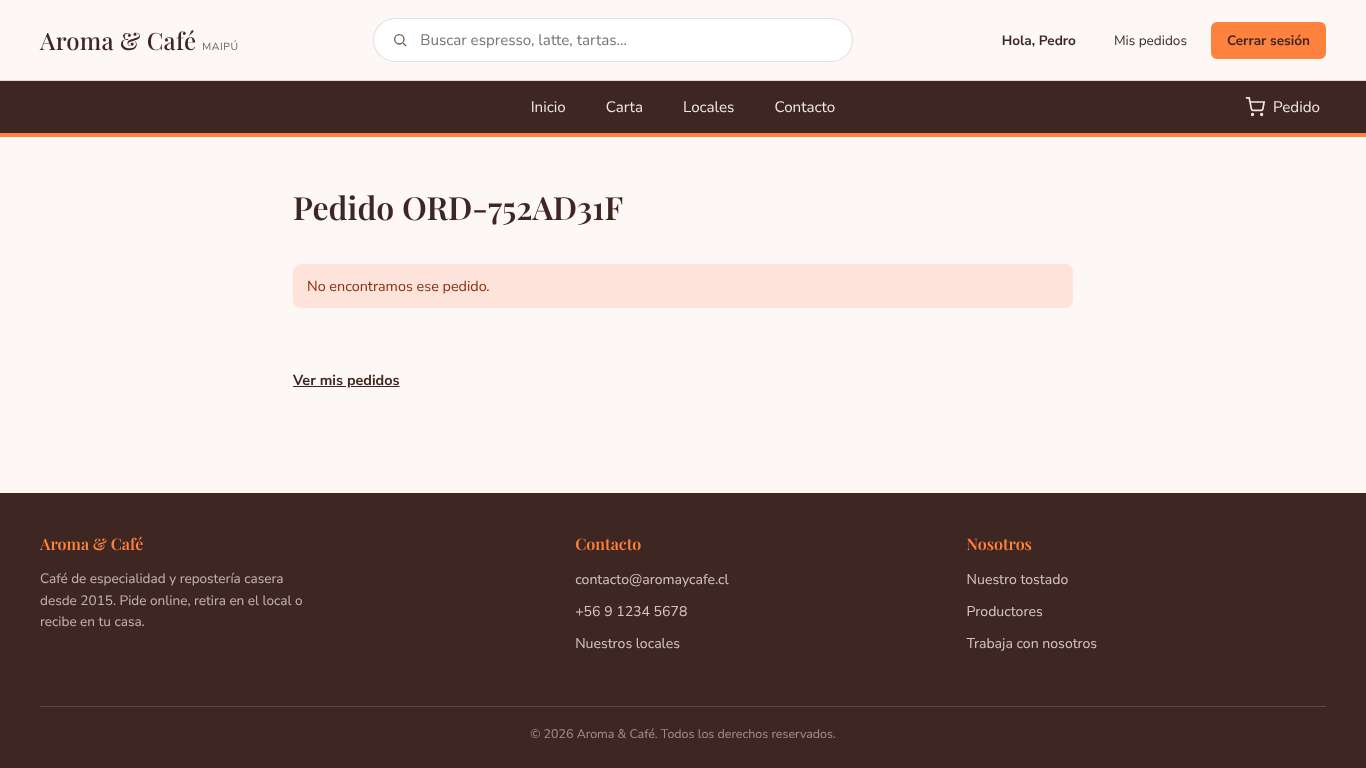 Aroma & Café MAIPÚ
Buscar espresso, latte, tartas...
Hola, Pedro
Mis pedidos
Cerrar sesión
Inicio
Carta
Locales
Contacto
Pedido
Pedido ORD-752AD31F
No encontramos ese pedido.
Ver mis pedidos
Aroma & Café
Café de especialidad y repostería casera
desde 2015. Pide online, retira en el local o
recibe en tu casa.
Contacto
contacto@aromaycafe.cl
+56 9 1234 5678
Nuestros locales
Nosotros
Nuestro tostado
Productores
Trabaja con nosotros
© 2026 Aroma & Café. Todos los derechos reservados.